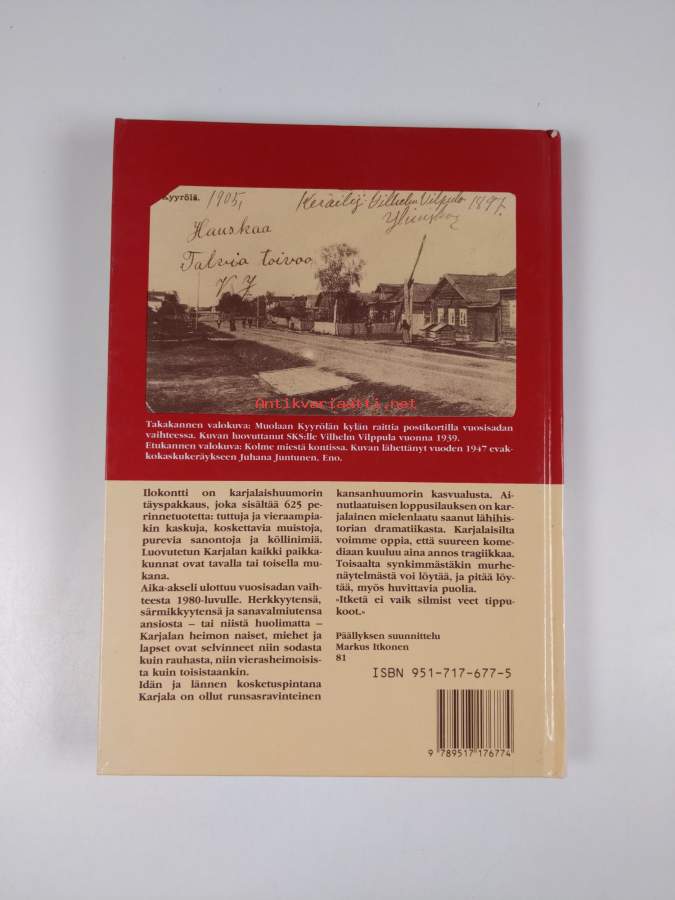 Kyyrölä. 1905,
Keräilij. Vilhelm Vilppula 1897.
Hauskaa
Talvia toivoo
Antikvariaatti.net
Takakannen valokuva: Muolaan Kyyrölän kylän raittia postikortilla vuosisadan
vaihteessa. Kuvan luovuttanut SKS:lle Vilhelm Vilppula vuonna 1939.
Etukannen valokuva: Kolme miestä kontissa. Kuvan lähettänyt vuoden 1947 evak-
kokaskukeräykseen Juhana Juntunen, Eno.
Ilokontti on karjalaishuumorin
täyspakkaus, joka sisältää 625 pe-
rinnetuotetta: tuttuja ja vieraampia-
kin kaskuja, koskettavia muistoja,
purevia sanontoja ja köllinimiä.
Luovutetun Karjalan kaikki paikka-
kunnat ovat tavalla tai toisella mu-
kana.
Aika-akseli ulottuu vuosisadan vaih-
teesta 1980-luvulle. Herkkyytensä,
särmikkyytensä ja sanavalmiutensa
ansiosta – tai niistä huolimatta –
Karjalan heimon naiset, miehet ja
lapset ovat selvinneet niin sodasta
kuin rauhasta, niin vierasheimoisis-
ta kuin toisistaankin.
Idän ja lännen kosketuspintana
Karjala on ollut runsasravinteinen
kansanhuumorin kasvualusta. Ai-
nutlaatuisen loppusilauksen on kar-
jalainen mielenlaatu saanut lähihis-
torian dramatiikasta. Karjalaisilta
voimme oppia, että suureen kome-
diaan kuuluu aina annos tragiikkaa.
Toisaalta synkimmästäkin murhe-
näytelmästä voi löytää, ja pitää löy-
tää, myös huvittavia puolia.
»Itketä ei vaik silmist veet tippu-
koot.»
Päällyksen suunnittelu
Markus Itkonen
81
ISBN 951-717-677-5
9 789517 176774